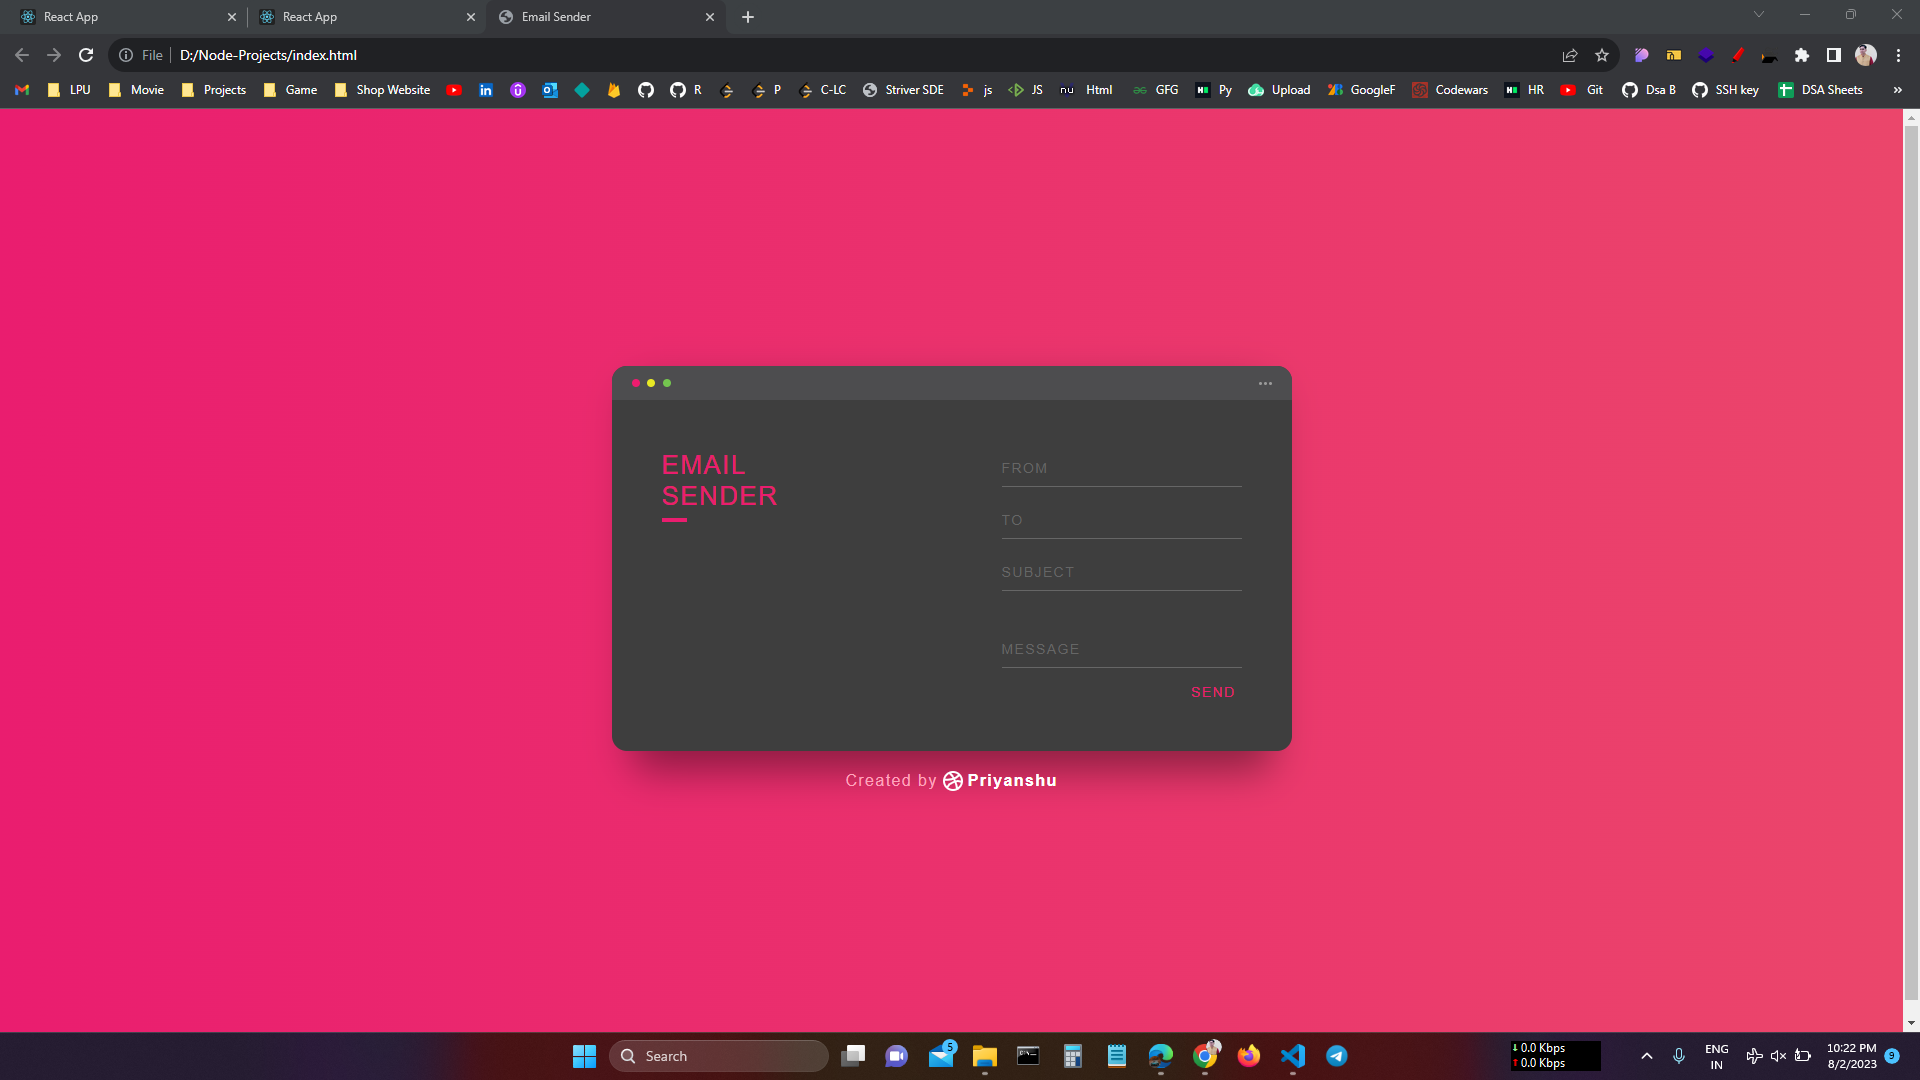 React App
React App
Email Sender
File
D:/Node-Projects/index.html
LPU
Movie
Projects
Game
Shop Website
R
P
C-LC
Striver SDE
js
JS
nu
Html
GFG
Py
Upload
GoogleF
Codewars
HR
Git
Dsa B
SSH key
DSA Sheets
EMAIL
SENDER
FROM
TO
SUBJECT
MESSAGE
SEND
Created by Priyanshu
Search
5
0.0 Kbps
0.0 Kbps
ENG
IN
10:22 PM
8/2/2023
9